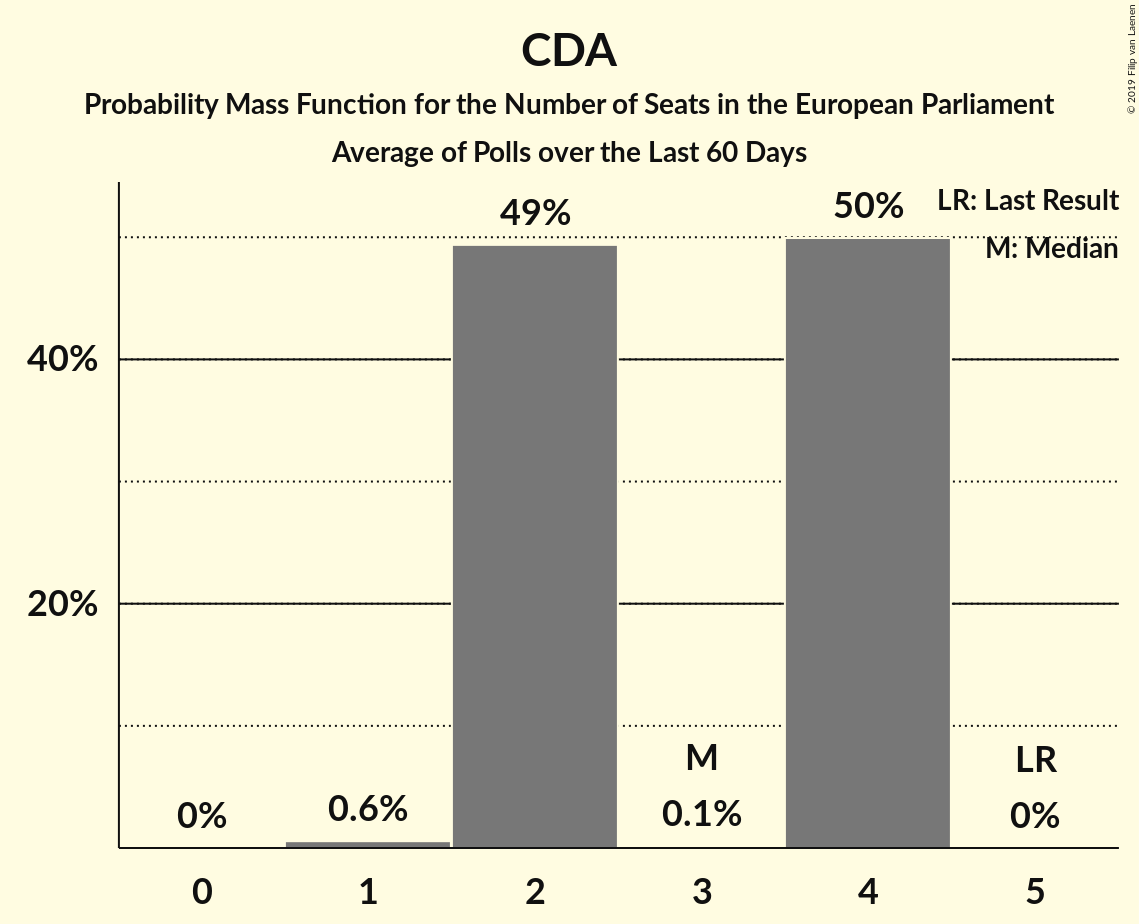 CDA
Probability Mass Function for the Number of Seats in the European Parliament
Average of Polls over the Last 60 Days
© 2019 Filip van Laenen
LR: Last Result
M: Median
49%
50%
40%
20%
M
LR
0%
0.6%
0.1%
0%
0
1
2
3
4
5